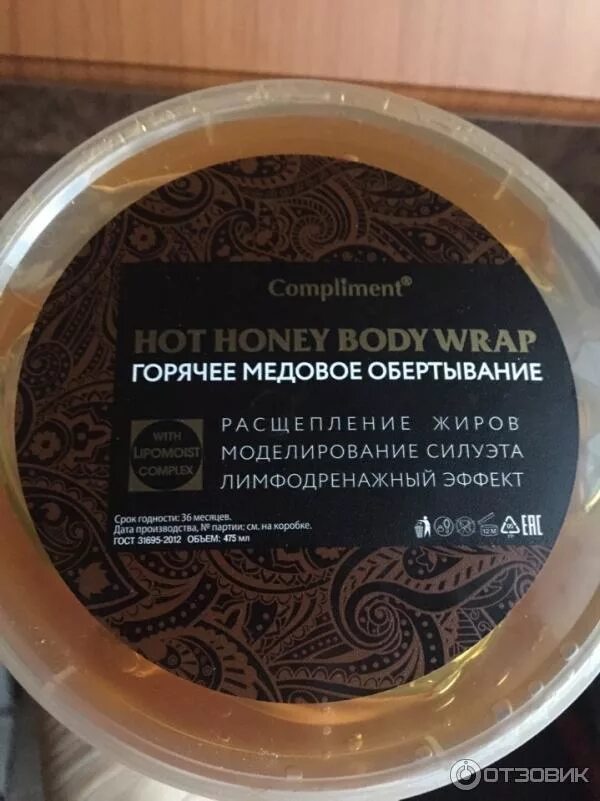 Compliment®
HOT HONEY BODY WRAP
ГОРЯЧЕЕ МЕДОВОЕ ОБЕРТЫВАНИЕ
WITH
LIPOMOIST
COMPLEX
РАСЩЕПЛЕНИЕ ЖИРОВ
МОДЕЛИРОВАНИЕ СИЛУЭТА
ЛИМФОДРЕНАЖНЫЙ ЭФФЕКТ
Срок годности: 36 месяцев.
Дата производства, № партии: см. на коробке.
ГОСТ 31695-2012 ОБЪЕМ: 475 мл
12 M
EAC
ОТЗОВИК